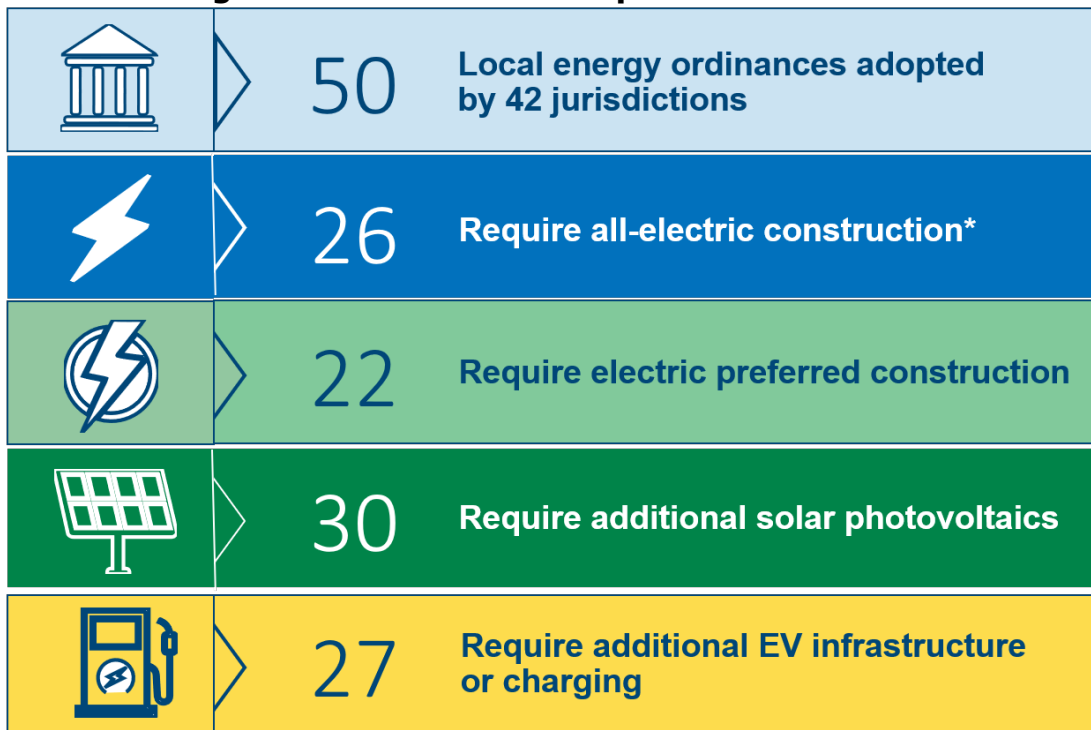 50
Local energy ordinances adopted
by 42 jurisdictions
26
Require all-electric construction*
22
Require electric preferred construction
30
Require additional solar photovoltaics
27
Require additional EV infrastructure
or charging